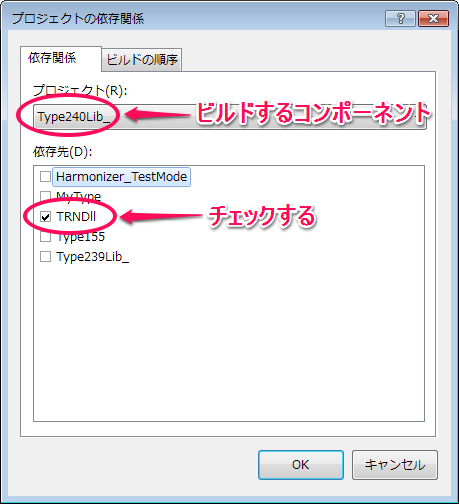 プロジェクトの依存関係
依存関係
ビルドの順序
プロジェクト(R):
Type240Lib_
ビルドするコンポーネント
依存先(D):
Harmonizer_TestMode
MyType
TRNDll
チェックする
Type155
Type239Lib_
OK
キャンセル